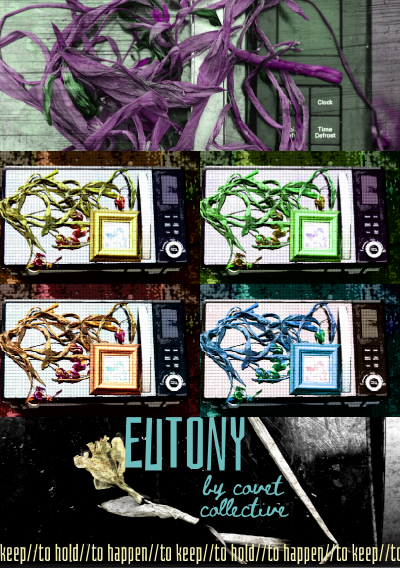 Clock
Time
Defrost
EUTONY
by covet
collective
keep//to hold//to happen//to keep//to hold//to happen//to keep//to